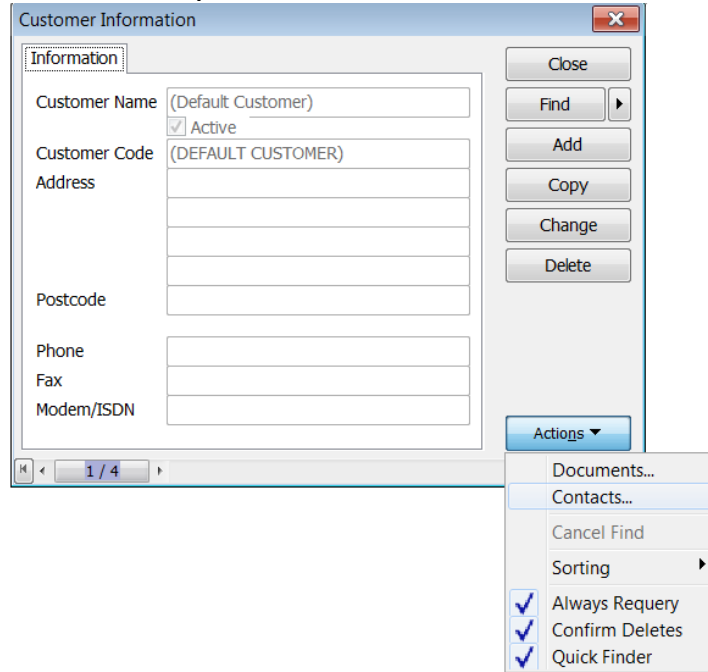 Customer Information
Information
Close
Customer Name (Default Customer)
Find
Active
Add
Customer Code (DEFAULT CUSTOMER)
Address
Copy
Change
Delete
Postcode
Phone
Fax
Modem/ISDN
Actions
1 / 4
Documents...
Contacts...
Cancel Find
Sorting
Always Requery
Confirm Deletes
Quick Finder